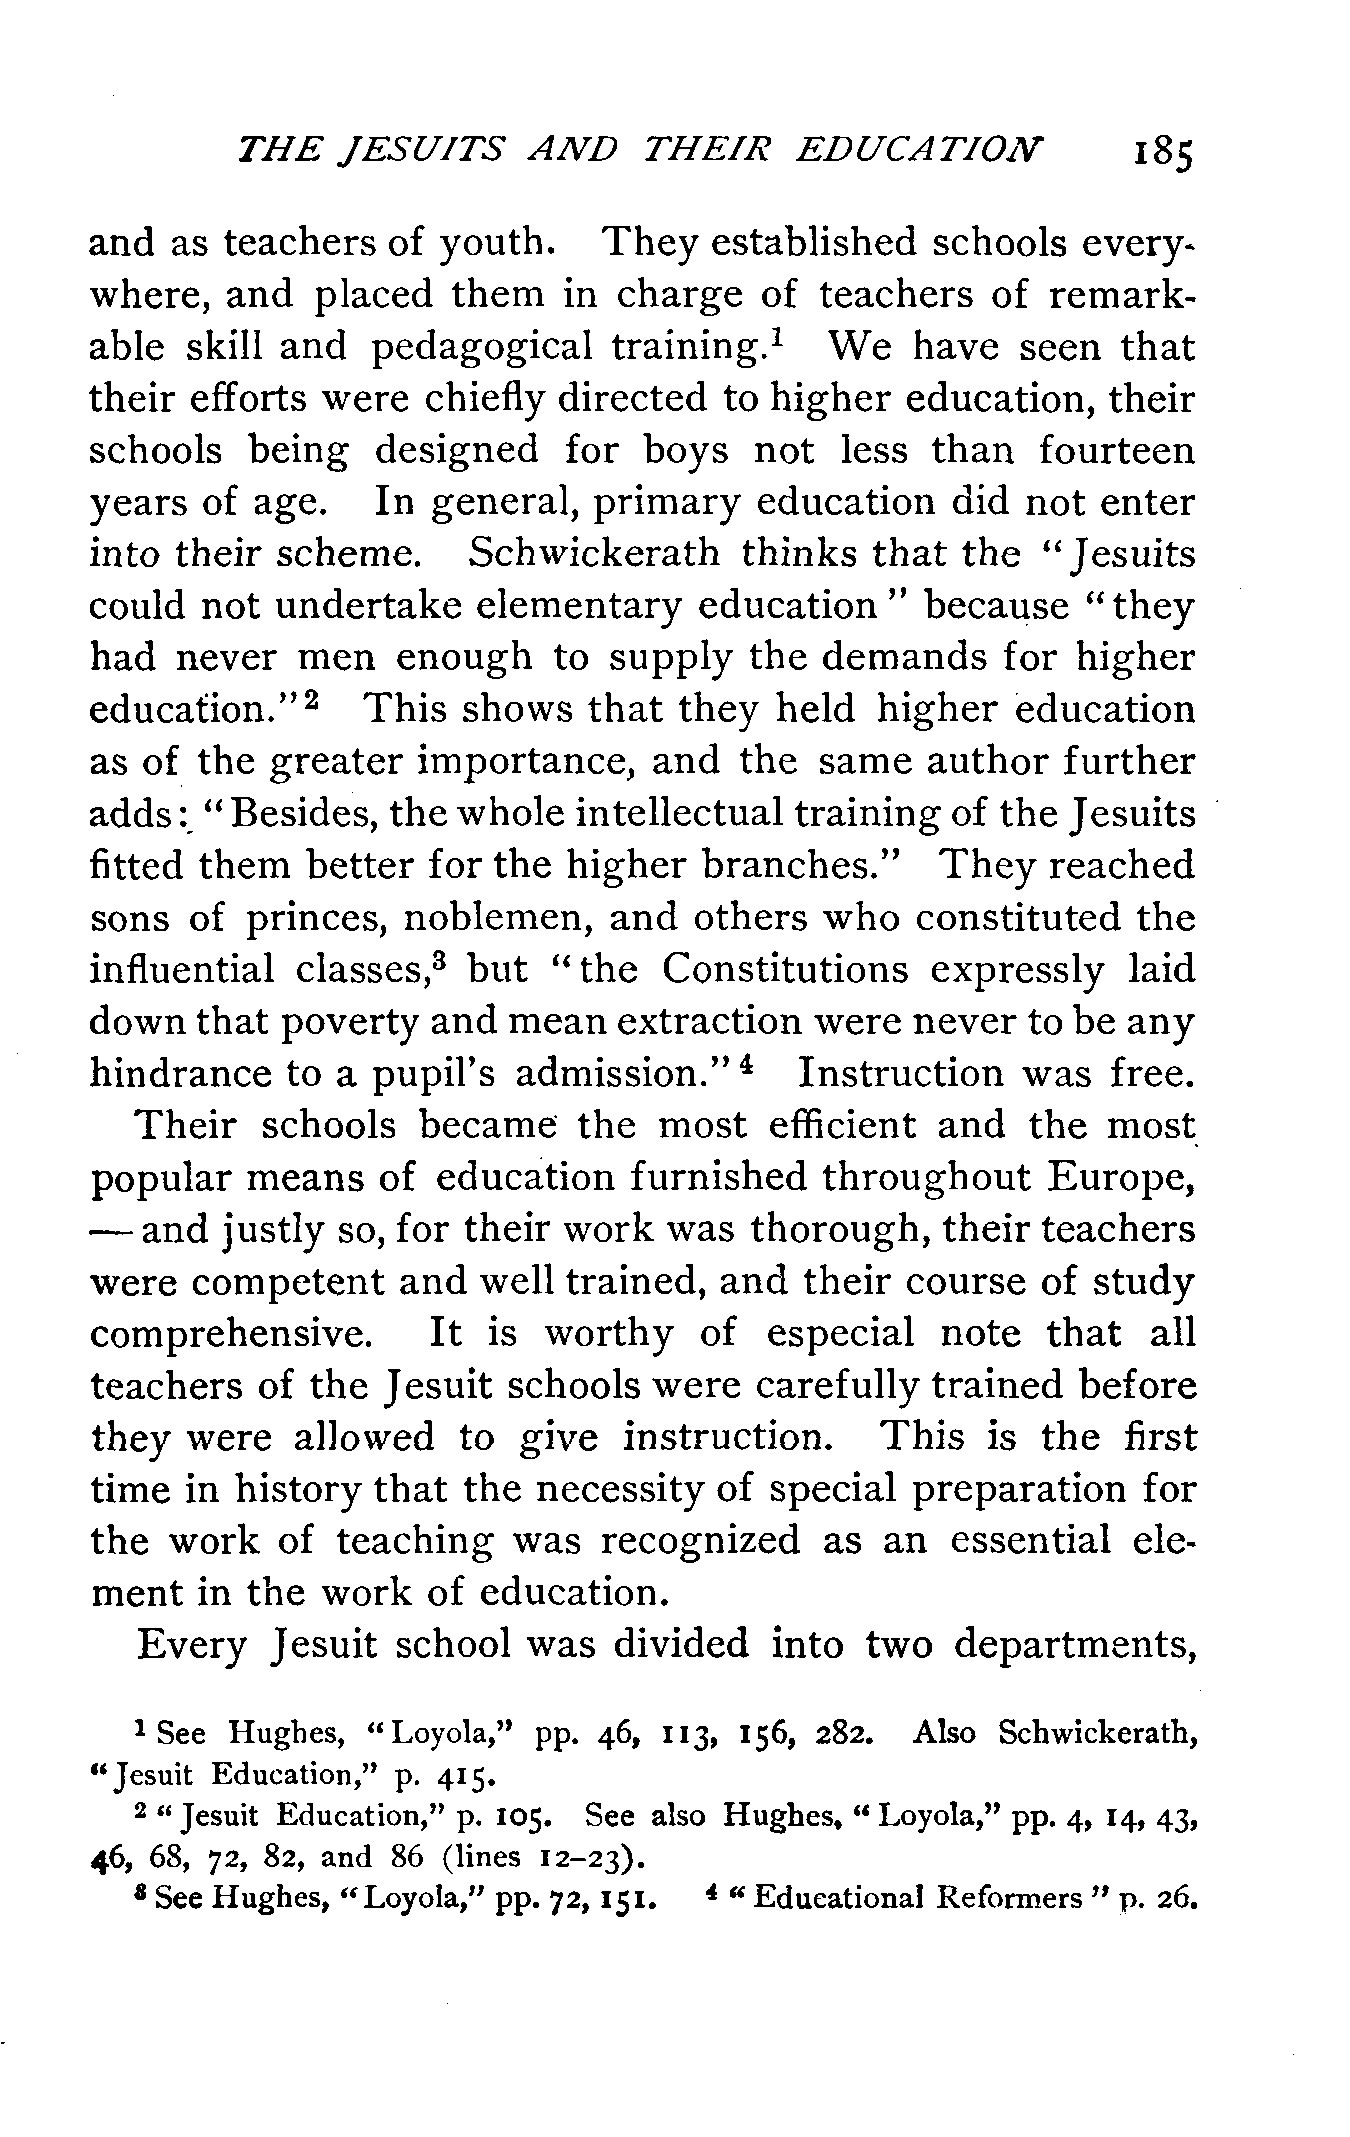 THE JESUITS AND THEIR EDUCATION 185
and as teachers of youth. They established schools every-
where, and placed them in charge of teachers of remark-
able skill and pedagogical training.¹ We have seen that
their efforts were chiefly directed to higher education, their
schools being designed for boys not less than fourteen
years of age. In general, primary education did not enter
into their scheme. Schwickerath thinks that the “Jesuits
could not undertake elementary education” because “they
had never men enough to supply the demands for higher
education.”² This shows that they held higher education
as of the greater importance, and the same author further
adds: “Besides, the whole intellectual training of the Jesuits
fitted them better for the higher branches.” They reached
sons of princes, noblemen, and others who constituted the
influential classes,³ but “the Constitutions expressly laid
down that poverty and mean extraction were never to be any
hindrance to a pupil’s admission.”⁴ Instruction was free.
Their schools became the most efficient and the most
popular means of education furnished throughout Europe,
— and justly so, for their work was thorough, their teachers
were competent and well trained, and their course of study
comprehensive. It is worthy of especial note that all
teachers of the Jesuit schools were carefully trained before
they were allowed to give instruction. This is the first
time in history that the necessity of special preparation for
the work of teaching was recognized as an essential ele-
ment in the work of education.
Every Jesuit school was divided into two departments,
¹ See Hughes, “Loyola,” pp. 46, 113, 156, 282. Also Schwickerath,
“Jesuit Education,” p. 415.
² “Jesuit Education,” p. 105. See also Hughes, “Loyola,” pp. 4, 14, 43,
46, 68, 72, 82, and 86 (lines 12–23).
³ See Hughes, “Loyola,” pp. 72, 151. ⁴ “Educational Reformers” p. 26.